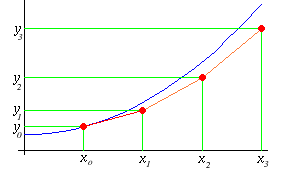 y₃
y₂
y₁
y₀
x₀ x₁ x₂ x₃